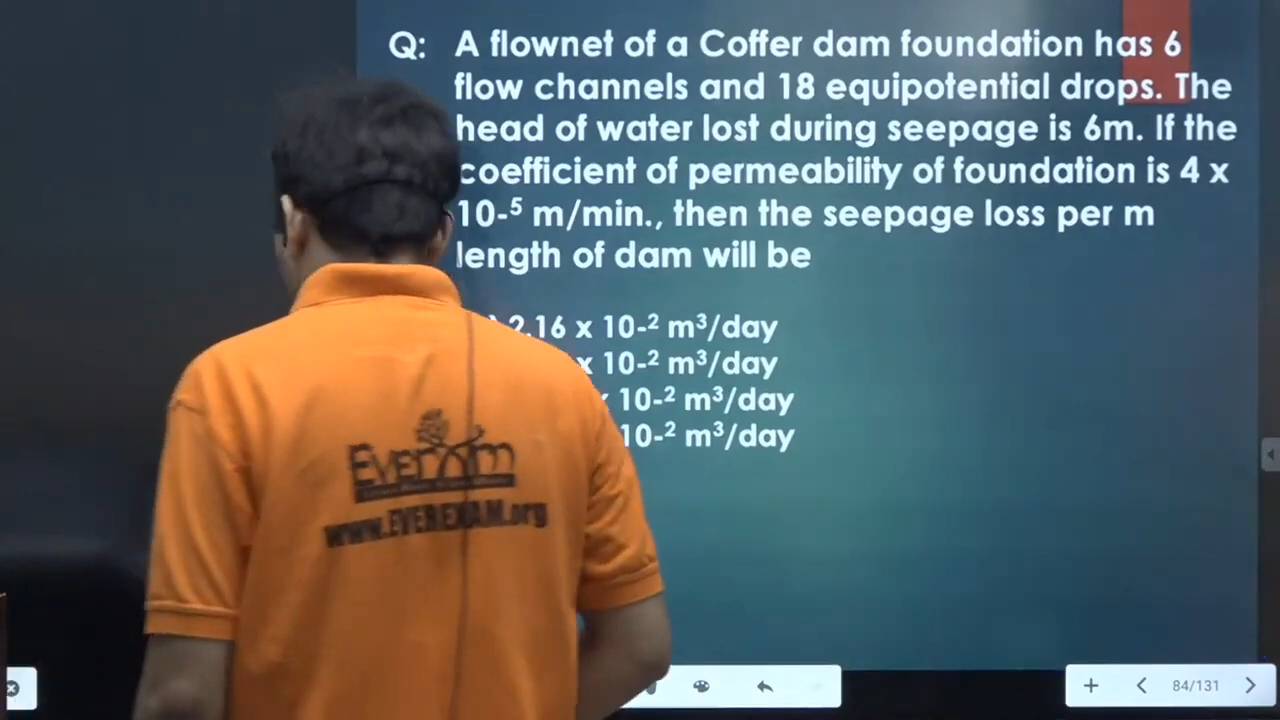 Q: A flownet of a Coffer dam foundation has 6
flow channels and 18 equipotential drops. The
head of water lost during seepage is 6m. If the
coefficient of permeability of foundation is 4 x
10-⁵ m/min., then the seepage loss per m
length of dam will be
2.16 x 10-² m³/day
x 10-² m³/day
10-² m³/day
10-² m³/day
www.EVEREXAM.org
84/131